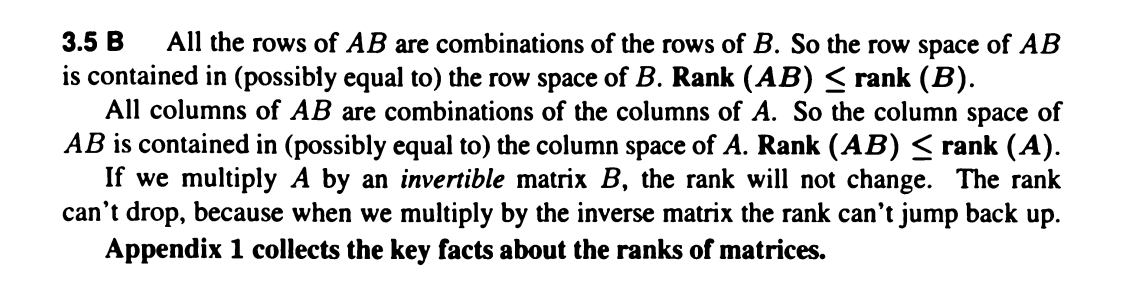 3.5 B All the rows of AB are combinations of the rows of B. So the row space of AB
is contained in (possibly equal to) the row space of B. Rank (AB) ≤ rank (B).
All columns of AB are combinations of the columns of A. So the column space of
AB is contained in (possibly equal to) the column space of A. Rank (AB) ≤ rank (A).
If we multiply A by an invertible matrix B, the rank will not change. The rank
can't drop, because when we multiply by the inverse matrix the rank can't jump back up.
Appendix 1 collects the key facts about the ranks of matrices.